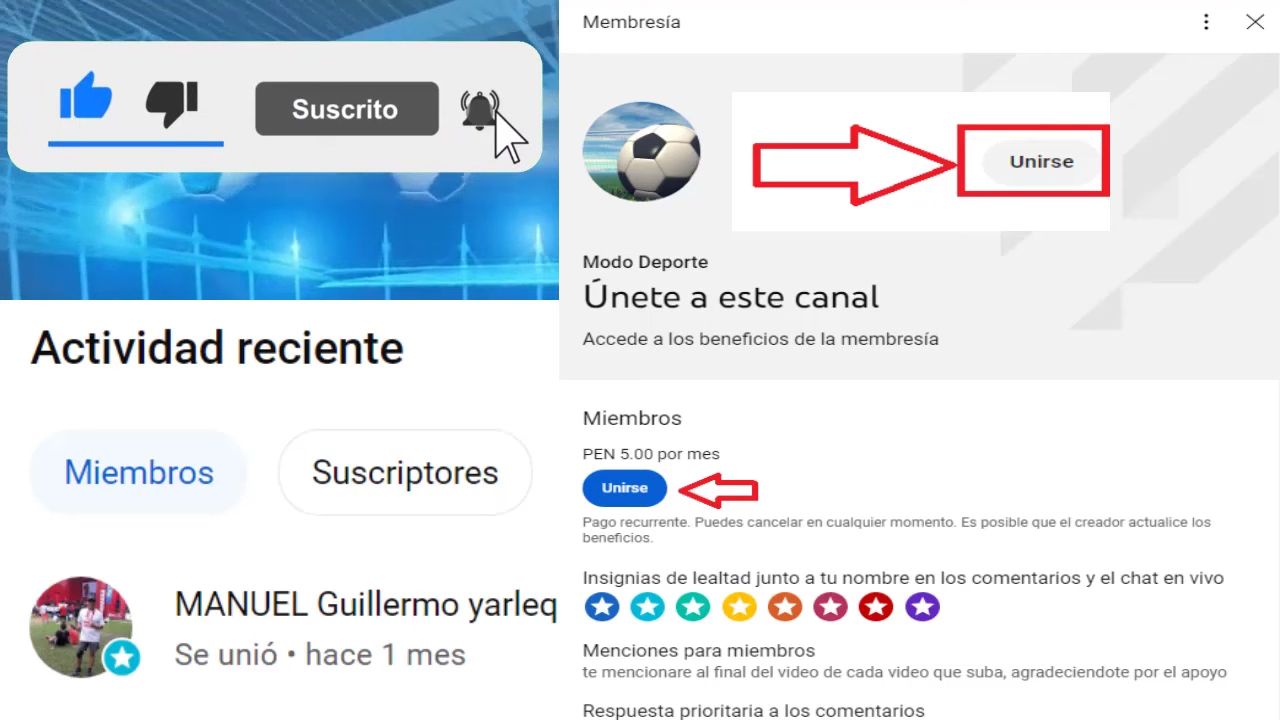 Suscrito
Actividad reciente
Miembros
Suscriptores
MANUEL Guillermo yarleq
Se unió • hace 1 mes
Membresía
Unirse
Modo Deporte
Únete a este canal
Accede a los beneficios de la membresía
Miembros
PEN 5.00 por mes
Unirse
Pago recurrente. Puedes cancelar en cualquier momento. Es posible que el creador actualice los
beneficios.
Insignias de lealtad junto a tu nombre en los comentarios y el chat en vivo
Menciones para miembros
te mencionare al final del video de cada video que suba, agradeciendote por el apoyo
Respuesta prioritaria a los comentarios